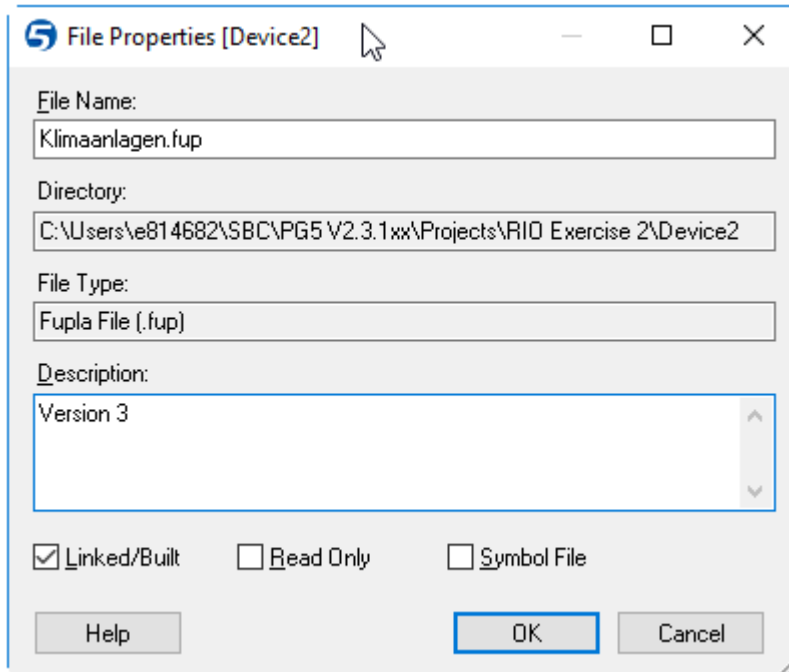 File Properties [Device2]
File Name:
Klimaanlagen.fup
Directory:
C:\Users\e814682\SBC\PG5 V2.3.1xx\Projects\RIO Exercise 2\Device2
File Type:
Fupla File (.fup)
Description:
Version 3
Linked/Built Read Only Symbol File
Help OK Cancel